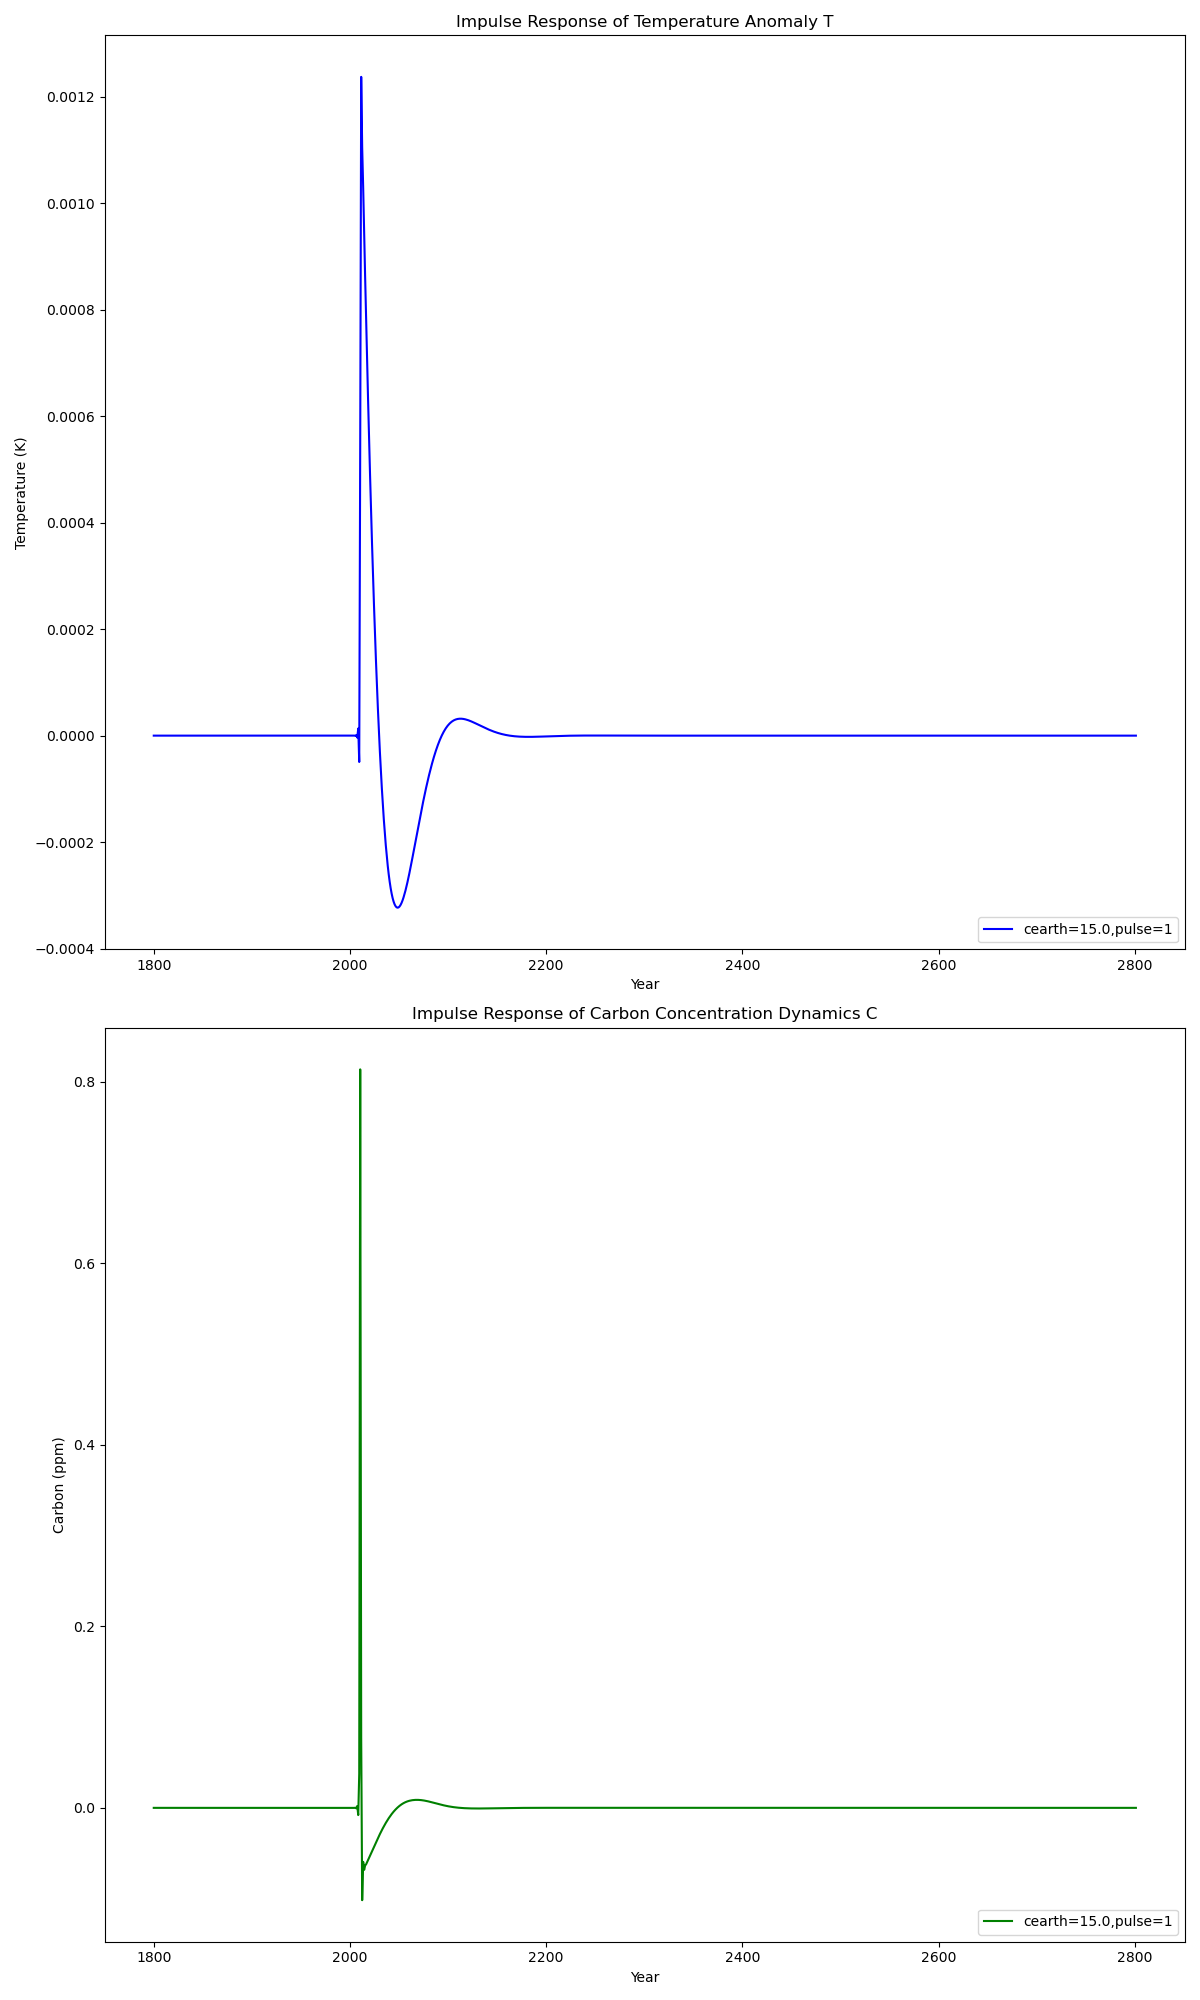 Impulse Response of Temperature Anomaly T
0.0012
0.0010
0.0008
0.0006
0.0004
0.0002
0.0000
−0.0002
−0.0004
Temperature (K)
cearth=15.0,pulse=1
1800 2000 2200 2400 2600 2800
Year
Impulse Response of Carbon Concentration Dynamics C
0.8
0.6
0.4
0.2
0.0
Carbon (ppm)
cearth=15.0,pulse=1
1800 2000 2200 2400 2600 2800
Year